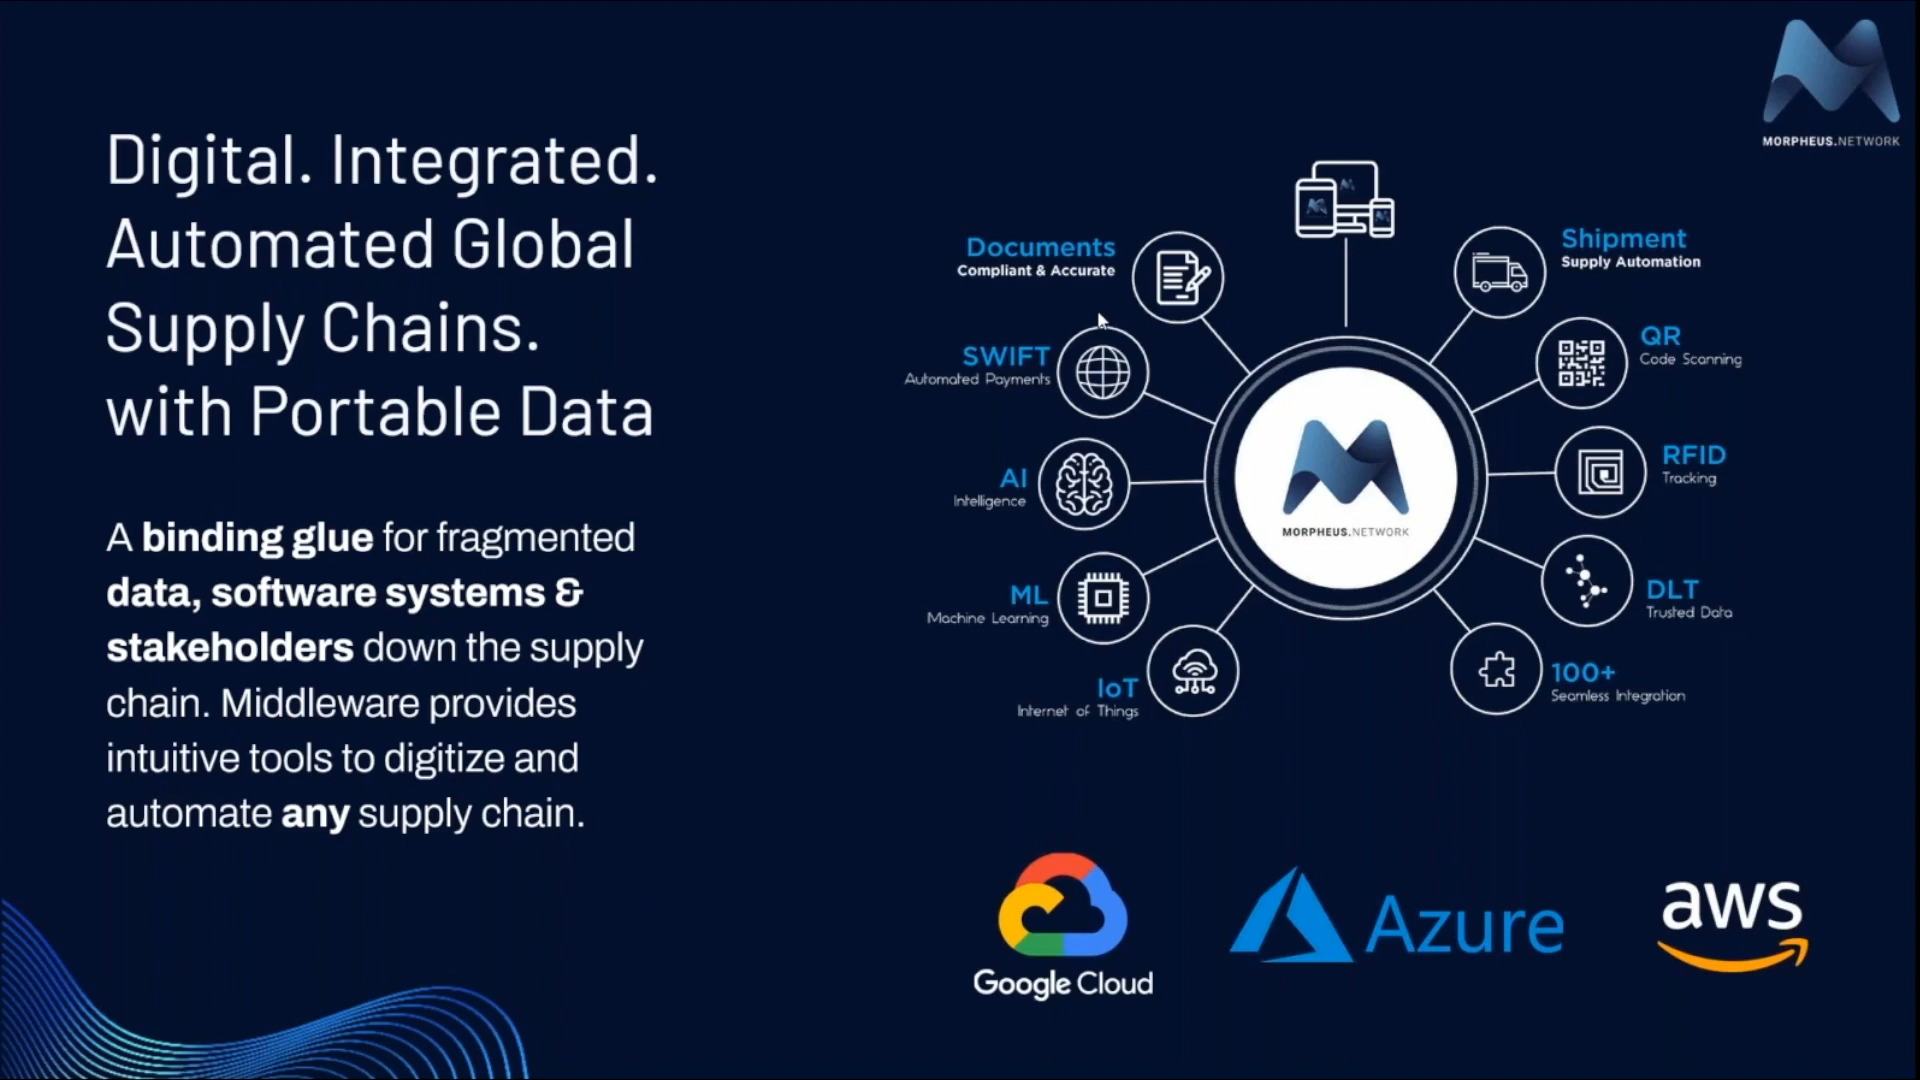 MORPHEUS.NETWORK
Digital. Integrated.
Automated Global
Supply Chains.
with Portable Data
A binding glue for fragmented
data, software systems &
stakeholders down the supply
chain. Middleware provides
intuitive tools to digitize and
automate any supply chain.
Documents
Compliant & Accurate
SWIFT
Automated Payments
AI
Intelligence
ML
Machine Learning
IoT
Internet of Things
Shipment
Supply Automation
QR
Code Scanning
RFID
Tracking
DLT
Trusted Data
100+
Seamless Integration
MORPHEUS.NETWORK
Google Cloud
Azure
aws